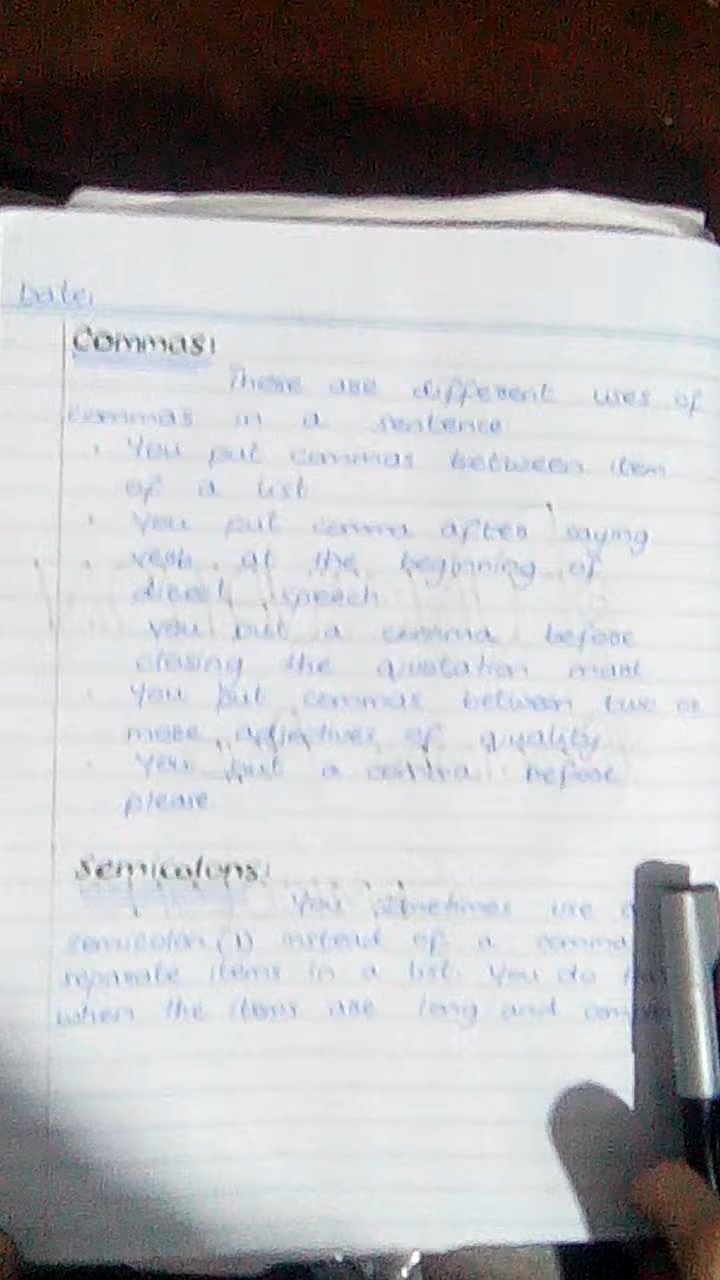 Date:
Commas:
There are different uses of
commas in a sentence
You put commas between item
of a list
You put comma after saying
verb at the beginning of
direct speech
you put a comma before
closing the quotation mark
You put commas between two or
more adjectives of quality
You put a comma before
please
Semicolons:
You sometimes use a
semicolon (;) instead of a comma
separate items in a list. You do
when the items are long and